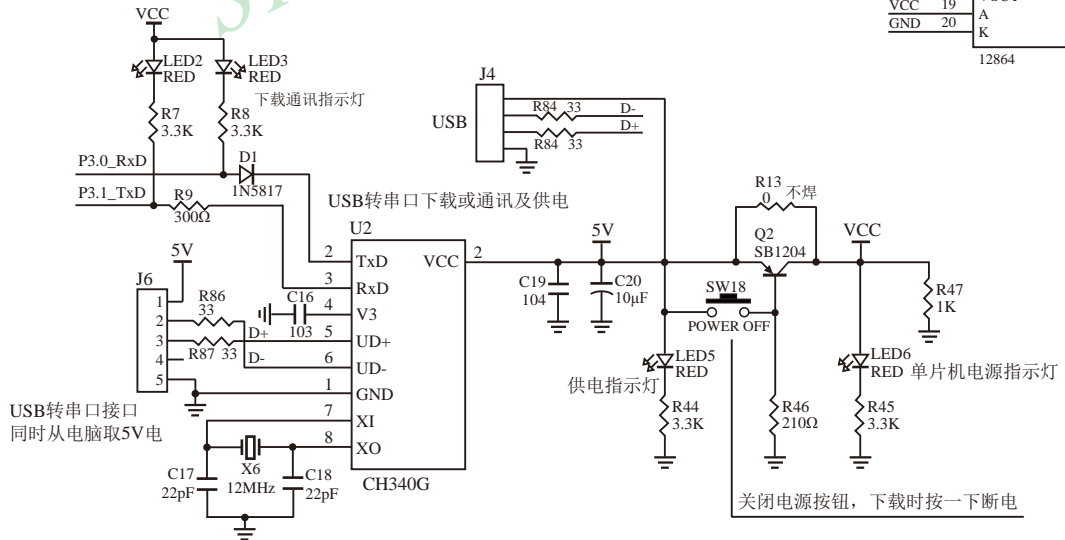 VCC
LED2
RED
LED3
RED
下载通讯指示灯
R7
3.3K
R8
3.3K
P3.0_RxD
P3.1_TxD
D1
1N5817
R9
300Ω
J4
USB
R84 33
D-
D+
R84 33
VCC 19
A
GND 20
K
12864
USB转串口下载或通讯及供电
U2
2
TxD
3
RxD
4
V3
5
UD+
6
UD-
1
GND
7
XI
8
XO
VCC
2
CH340G
5V
J6
1
2
3
4
5
R86
33
R87 33
D+
D-
C16
103
USB转串口接口
同时从电脑取5V电
C17
22pF
X6
12MHz
C18
22pF
5V
C19
104
C20
10μF
R13
0 不焊
Q2
SB1204
VCC
SW18
POWER OFF
R47
1K
LED5
RED
供电指示灯
R44
3.3K
R46
210Ω
LED6
RED
单片机电源指示灯
R45
3.3K
关闭电源按钮，下载时按一下断电